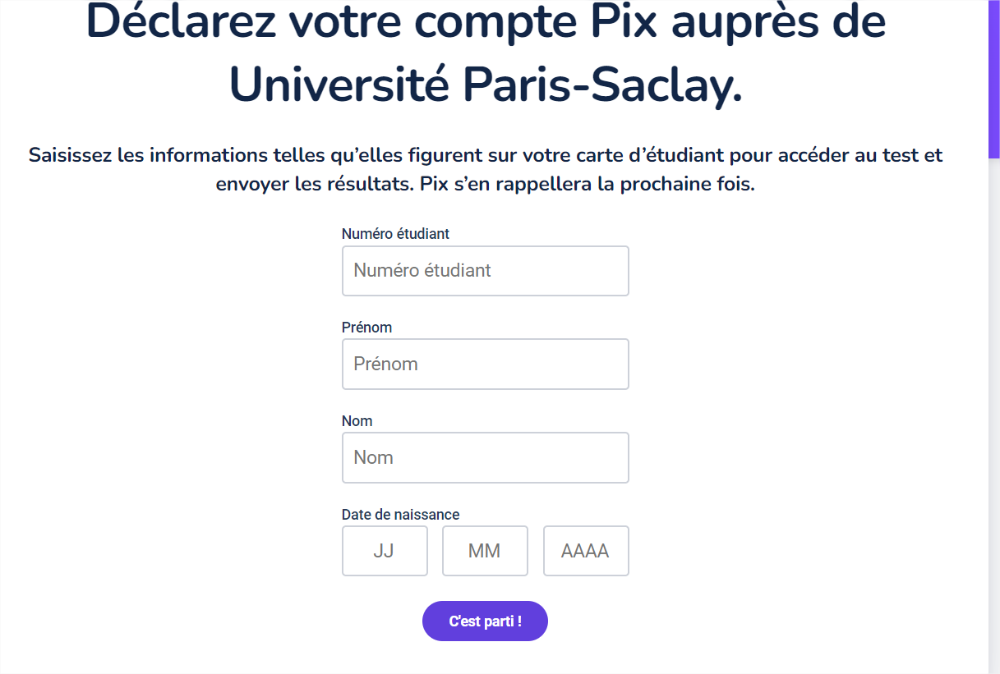 Déclarez votre compte Pix auprès de
Université Paris-Saclay.
Saisissez les informations telles qu’elles figurent sur votre carte d’étudiant pour accéder au test et
envoyer les résultats. Pix s’en rappellera la prochaine fois.
Numéro étudiant
Numéro étudiant
Prénom
Prénom
Nom
Nom
Date de naissance
JJ MM AAAA
C'est parti !